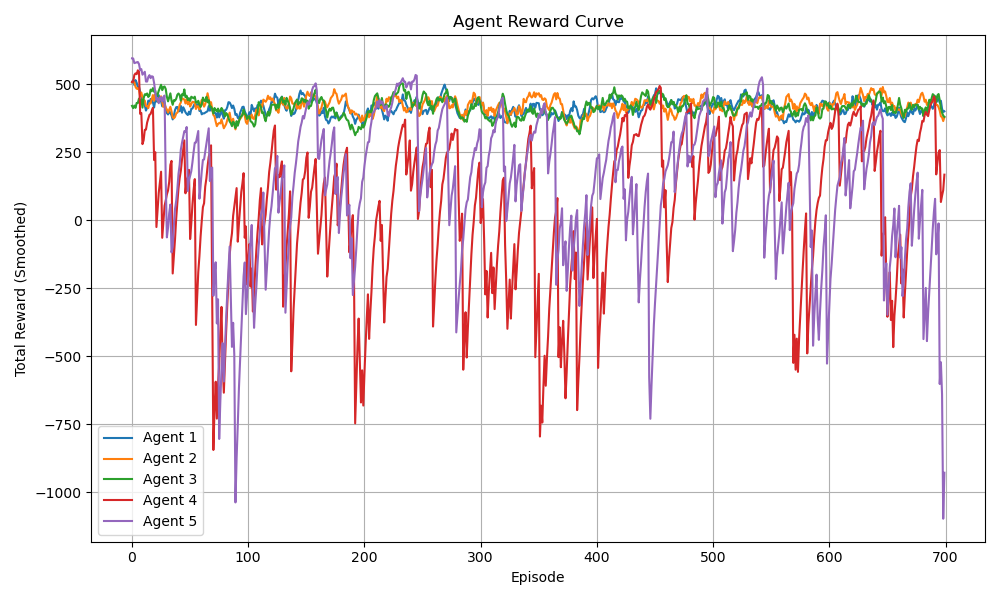 Agent Reward Curve
Total Reward (Smoothed)
500
250
0
−250
−500
−750
−1000
Agent 1
Agent 2
Agent 3
Agent 4
Agent 5
0 100 200 300 400 500 600 700
Episode